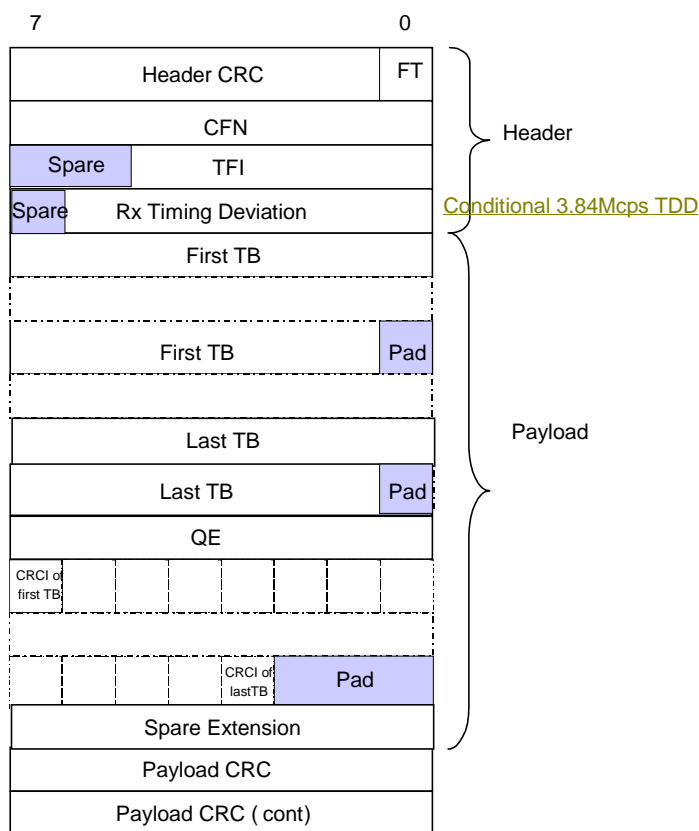 7 0
Header CRC FT
CFN
Header
Spare TFI
Spare Rx Timing Deviation Conditional 3.84Mcps TDD
First TB
First TB Pad
Payload
Last TB
Last TB Pad
QE
CRCI of
first TB
CRCI of
lastTB
Pad
Spare Extension
Payload CRC
Payload CRC ( cont)